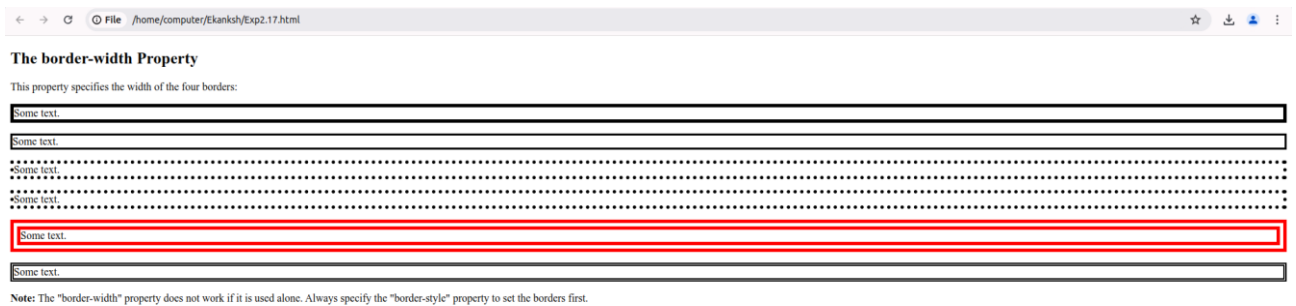 File /home/computer/Ekanksh/Exp2.17.html
The border-width Property
This property specifies the width of the four borders:
Some text.
Some text.
Some text.
Some text.
Some text.
Some text.
Note: The "border-width" property does not work if it is used alone. Always specify the "border-style" property to set the borders first.